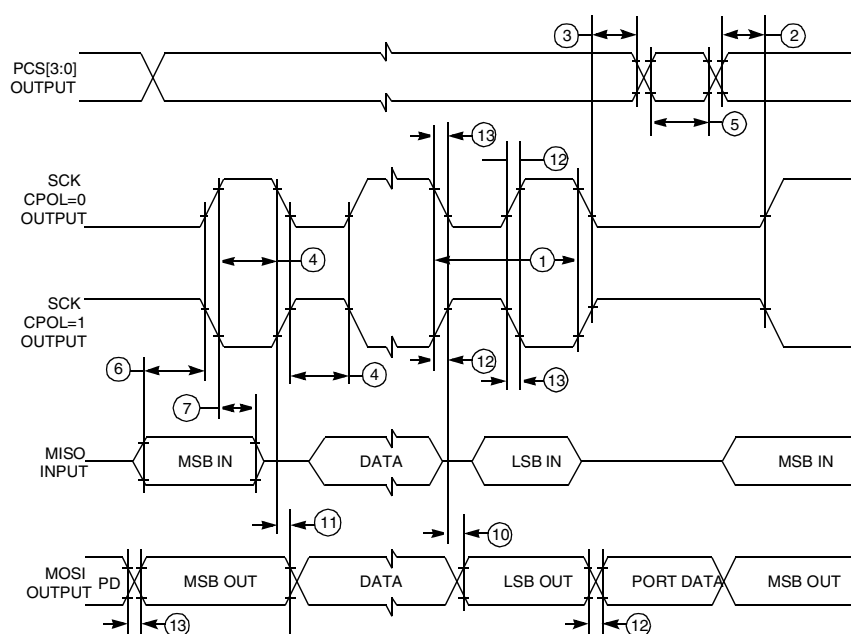 3
2
PCS[3:0]
OUTPUT
5
13
12
SCK
CPOL=0
OUTPUT
4
1
SCK
CPOL=1
OUTPUT
6
4
12
13
7
MISO
INPUT
MSB IN
DATA
LSB IN
MSB IN
11
10
MOSI
OUTPUT
PD
MSB OUT
DATA
LSB OUT
PORT DATA
MSB OUT
13
12